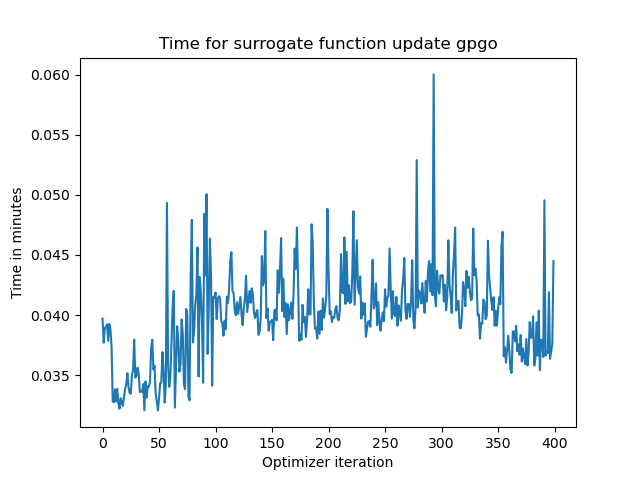 Time for surrogate function update gpgo
0.060
0.055
0.050
0.045
0.040
0.035
Time in minutes
0 50 100 150 200 250 300 350 400
Optimizer iteration